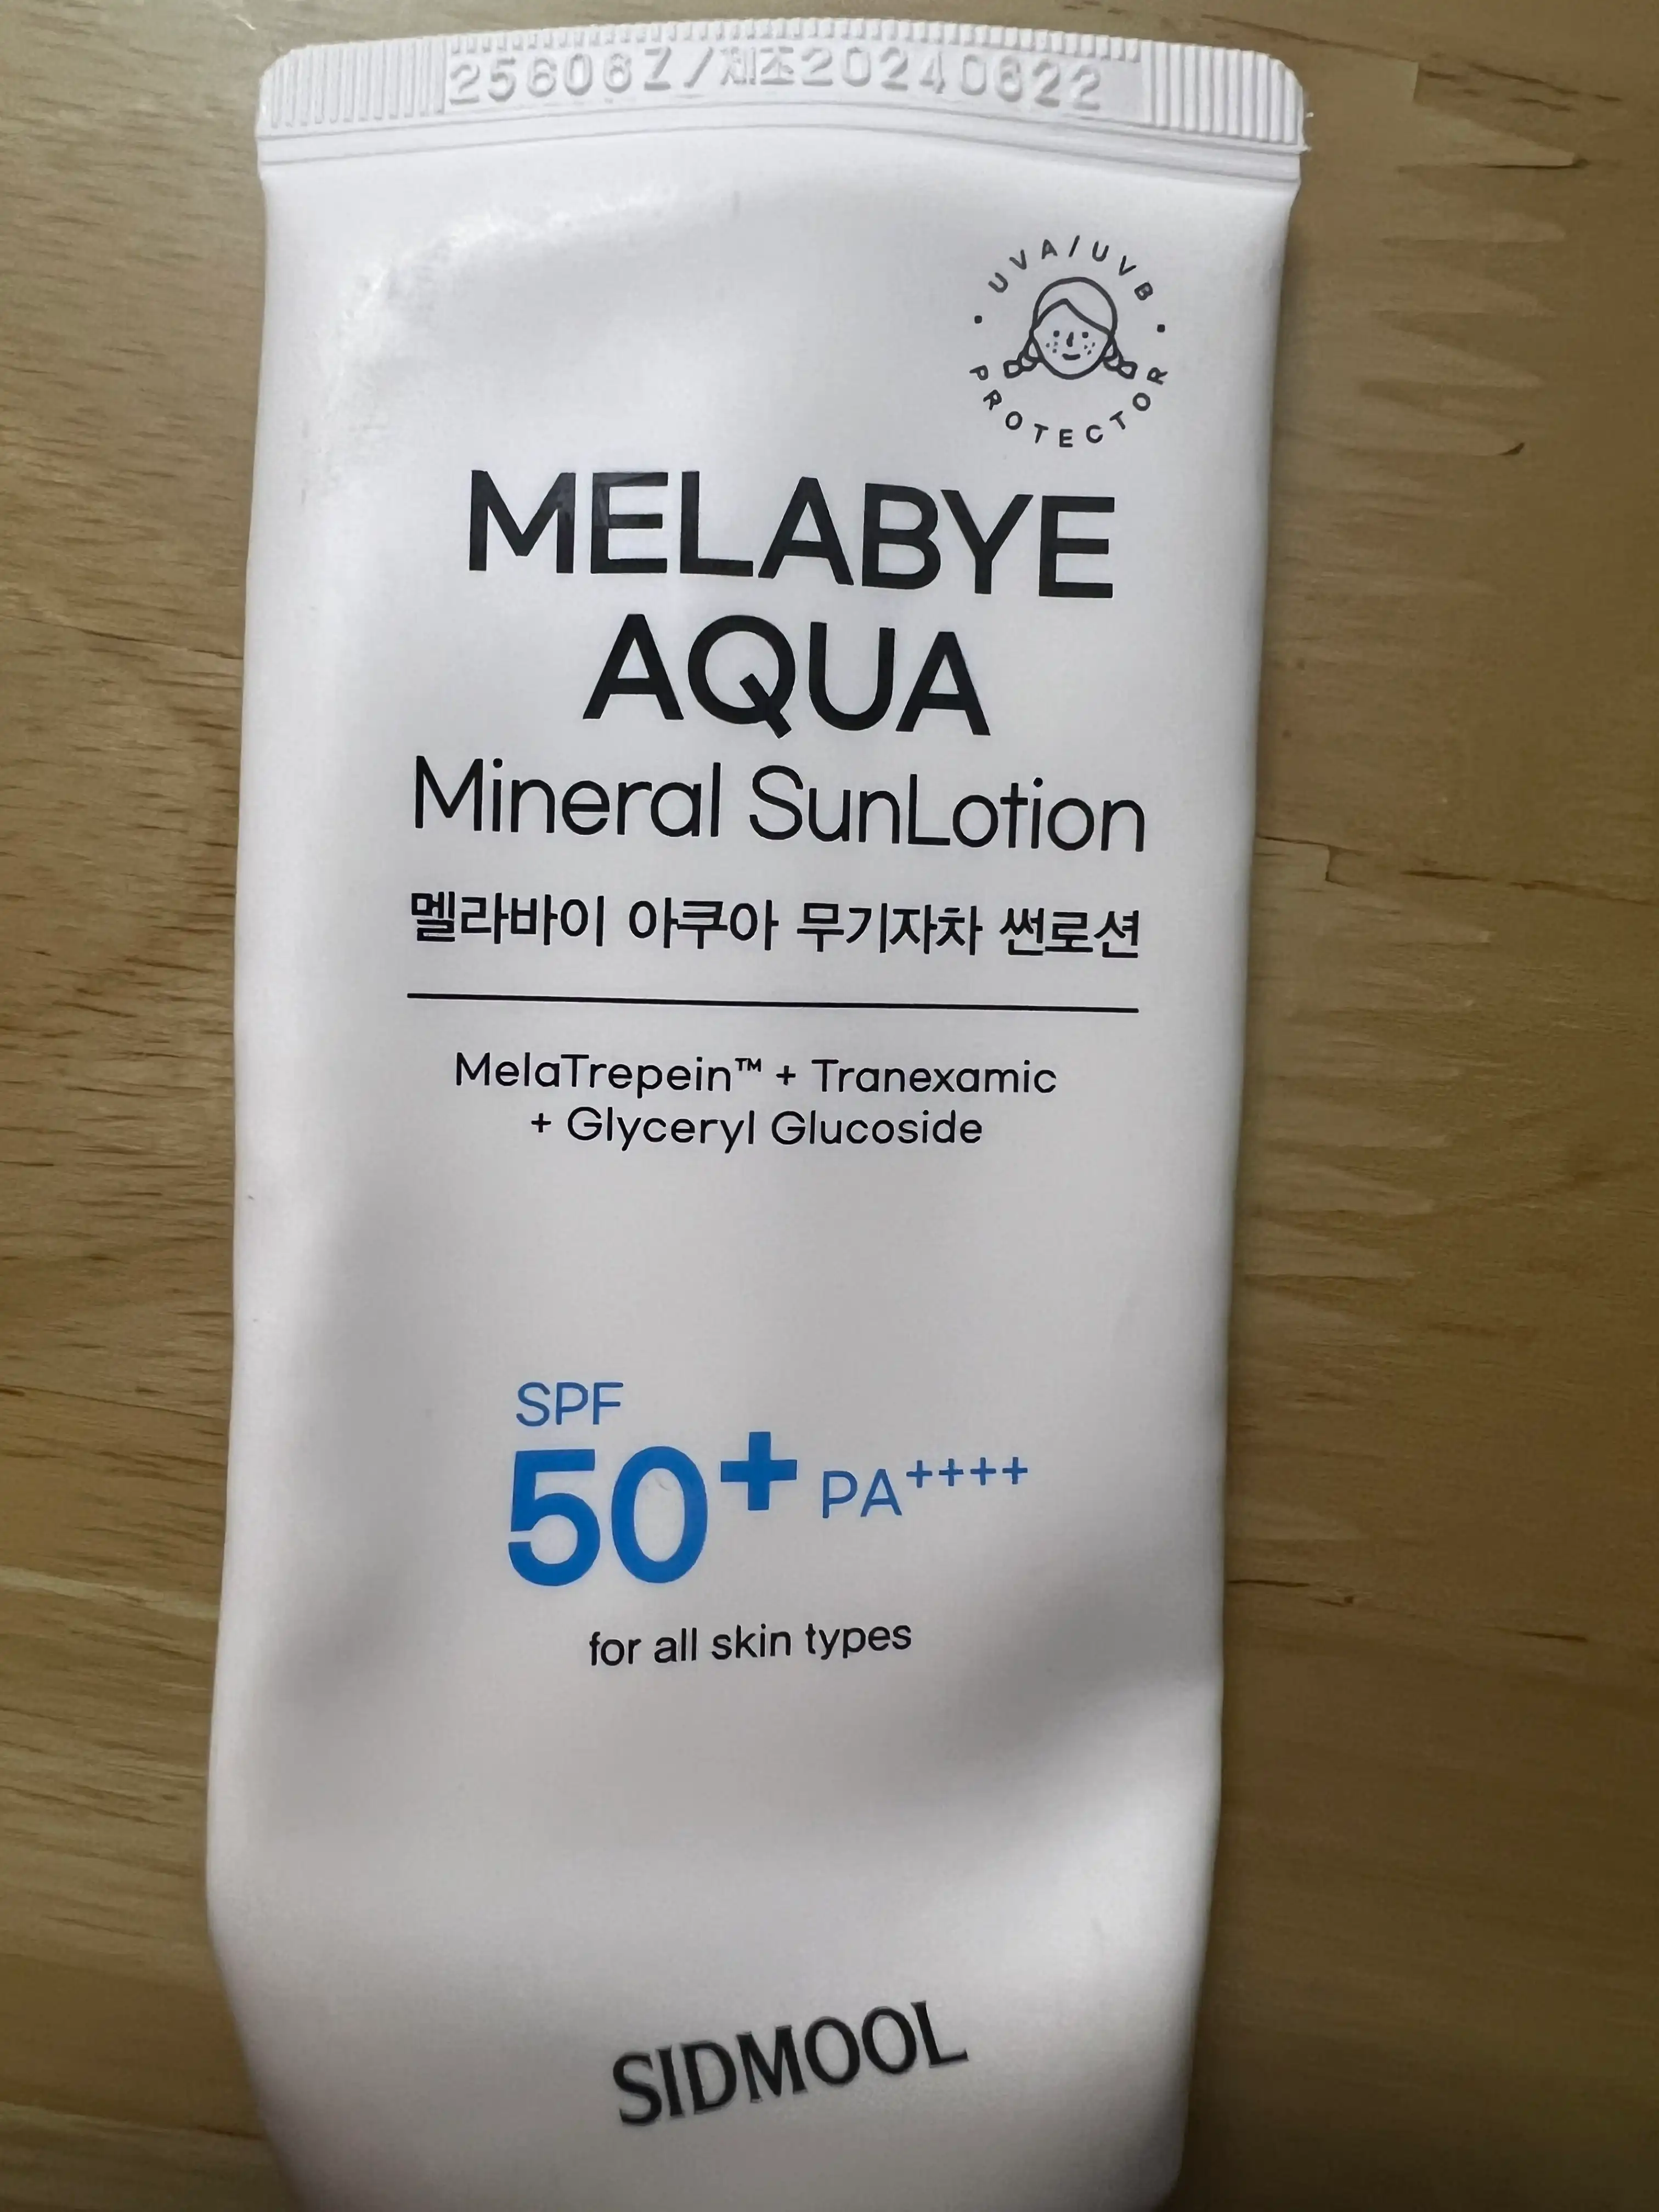 25606Z/제조20240622
UVA/UVB
PROTECTOR
MELABYE
AQUA
Mineral SunLotion
멜라바이 아쿠아 무기자차 썬로션
MelaTrepein™ + Tranexamic
+ Glyceryl Glucoside
SPF
50+ PA++++
for all skin types
SIDMOOL